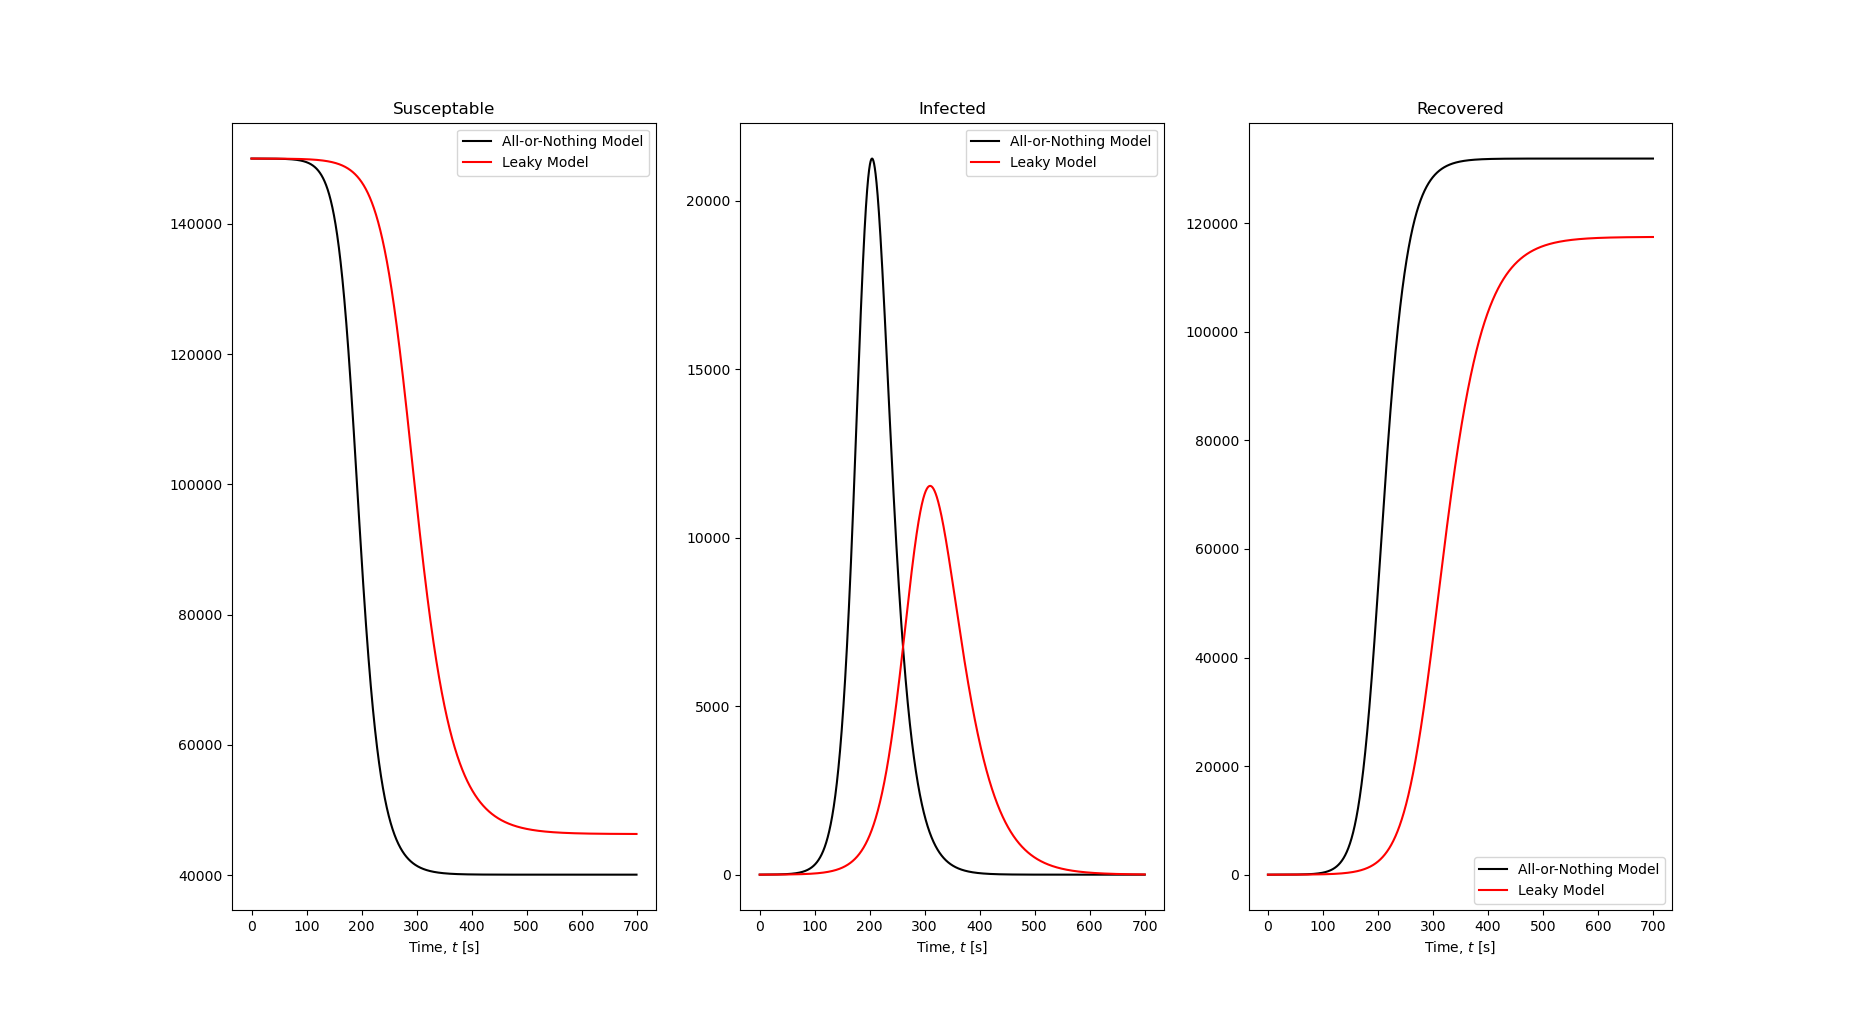 Susceptable
All-or-Nothing Model
Leaky Model
140000
120000
100000
80000
60000
40000
0 100 200 300 400 500 600 700
Time, t [s]
Infected
All-or-Nothing Model
Leaky Model
20000
15000
10000
5000
0
0 100 200 300 400 500 600 700
Time, t [s]
Recovered
120000
100000
80000
60000
40000
20000
0
All-or-Nothing Model
Leaky Model
0 100 200 300 400 500 600 700
Time, t [s]